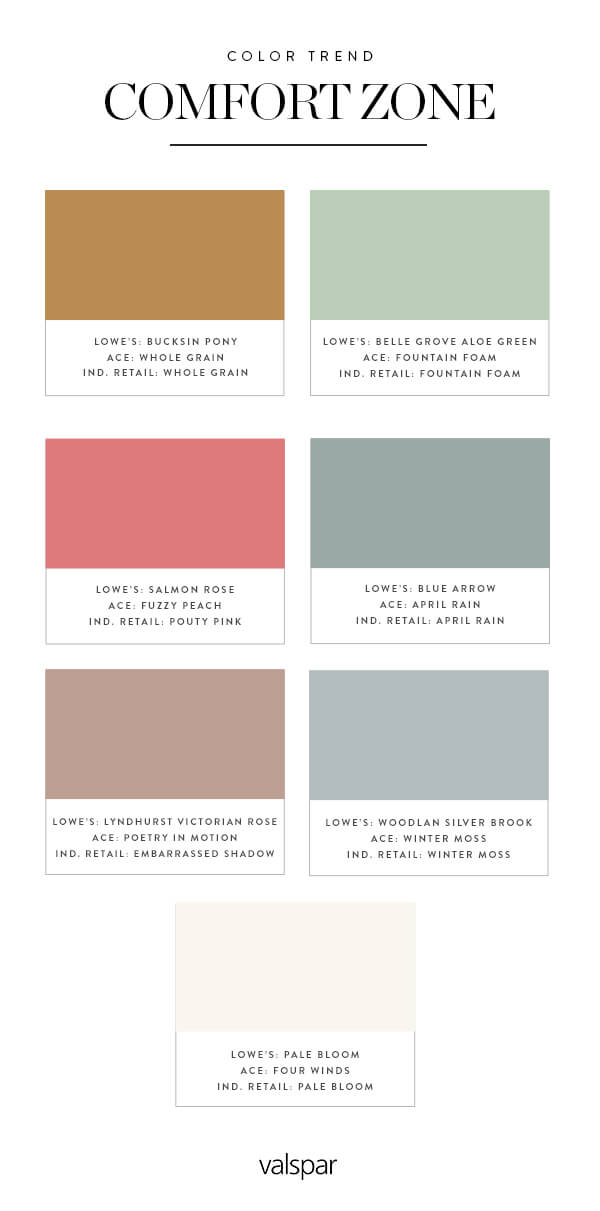 COLOR TREND
COMFORT ZONE
LOWE'S: BUCKSIN PONY
ACE: WHOLE GRAIN
IND. RETAIL: WHOLE GRAIN
LOWE'S: BELLE GROVE ALOE GREEN
ACE: FOUNTAIN FOAM
IND. RETAIL: FOUNTAIN FOAM
LOWE'S: SALMON ROSE
ACE: FUZZY PEACH
IND. RETAIL: POUTY PINK
LOWE'S: BLUE ARROW
ACE: APRIL RAIN
IND. RETAIL: APRIL RAIN
LOWE'S: LYNDHURST VICTORIAN ROSE
ACE: POETRY IN MOTION
IND. RETAIL: EMBARRASSED SHADOW
LOWE'S: WOODLAN SILVER BROOK
ACE: WINTER MOSS
IND. RETAIL: WINTER MOSS
LOWE'S: PALE BLOOM
ACE: FOUR WINDS
IND. RETAIL: PALE BLOOM
valspar